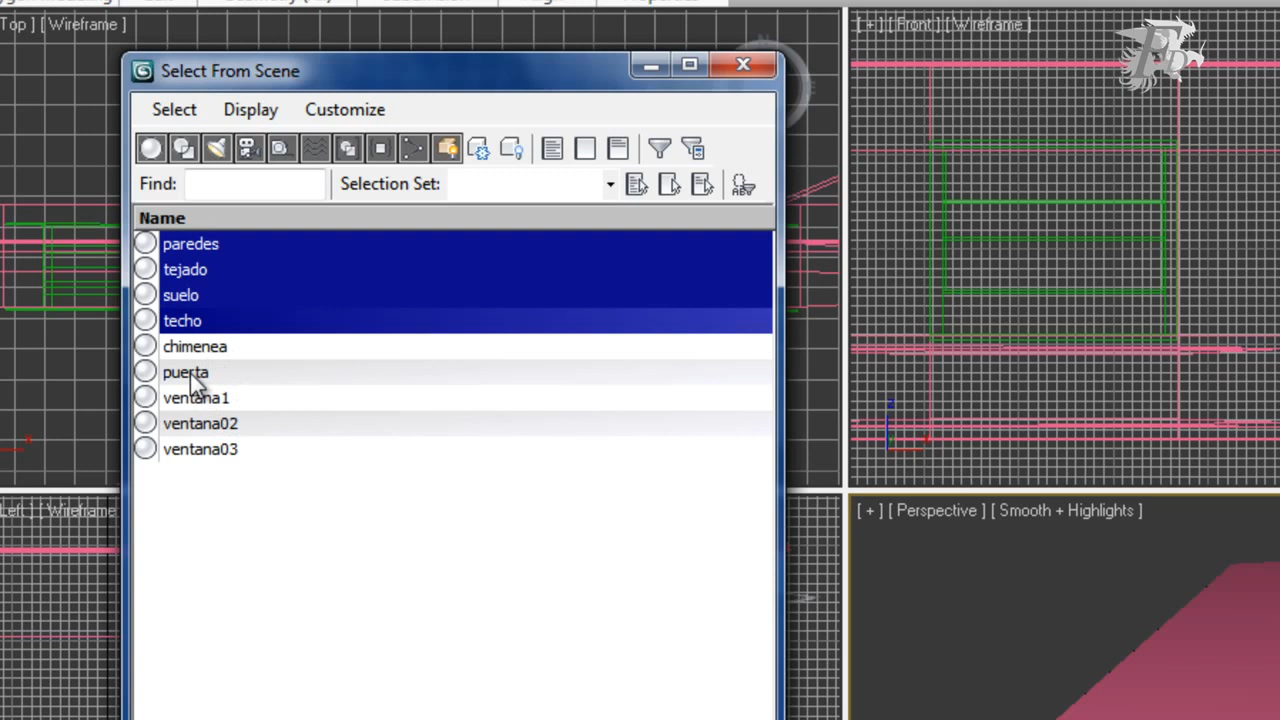 Top ] [ Wireframe ]
[ + ] [ Front ] [ Wireframe ]
Select From Scene
Select Display Customize
Find: Selection Set:
Name
paredes
tejado
suelo
techo
chimenea
puerta
ventana1
ventana02
ventana03
Left ] [ Wireframe
[ + ] [ Perspective ] [ Smooth + Highlights ]